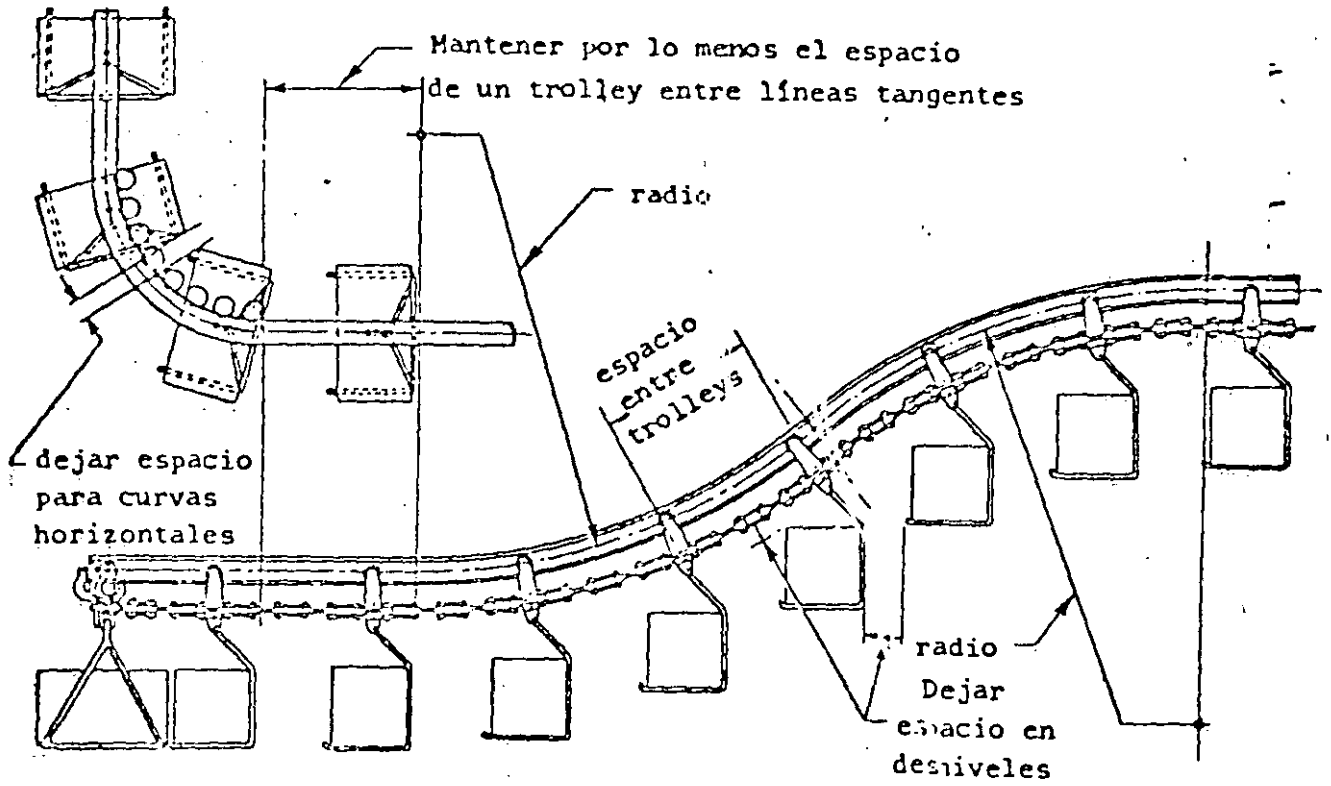 Mantener por lo menos el espacio
de un trolley entre líneas tangentes
radio
espacio
entre
trolleys
dejar espacio
para curvas
horizontales
radio
Dejar
espacio en
desniveles